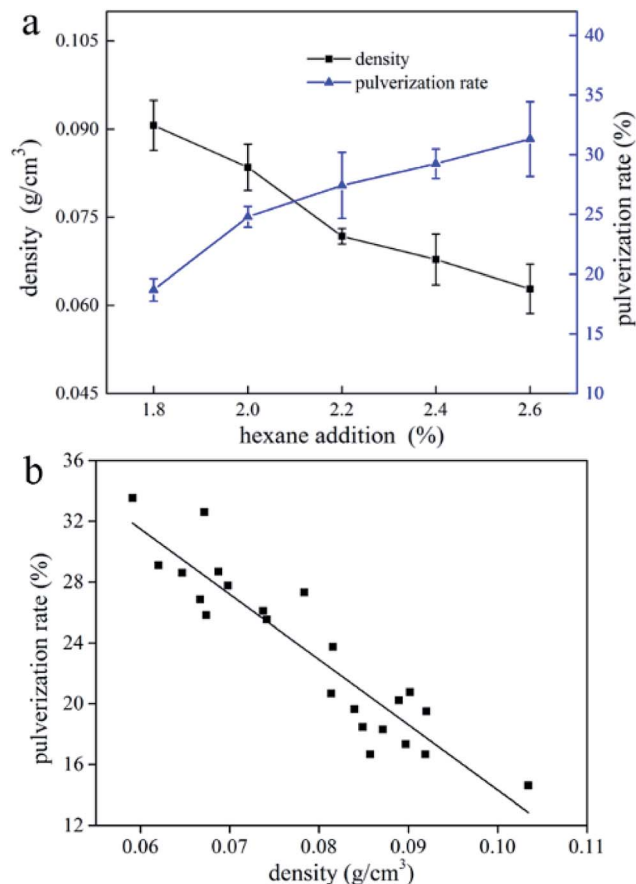 a
0.105
0.090
0.075
0.060
0.045
density (g/cm³)
density
pulverization rate
40
35
30
25
20
15
10
pulverization rate (%)
1.8 2.0 2.2 2.4 2.6
hexane addition (%)
b
36
32
28
24
20
16
12
pulverization rate (%)
0.06 0.07 0.08 0.09 0.10 0.11
density (g/cm³)